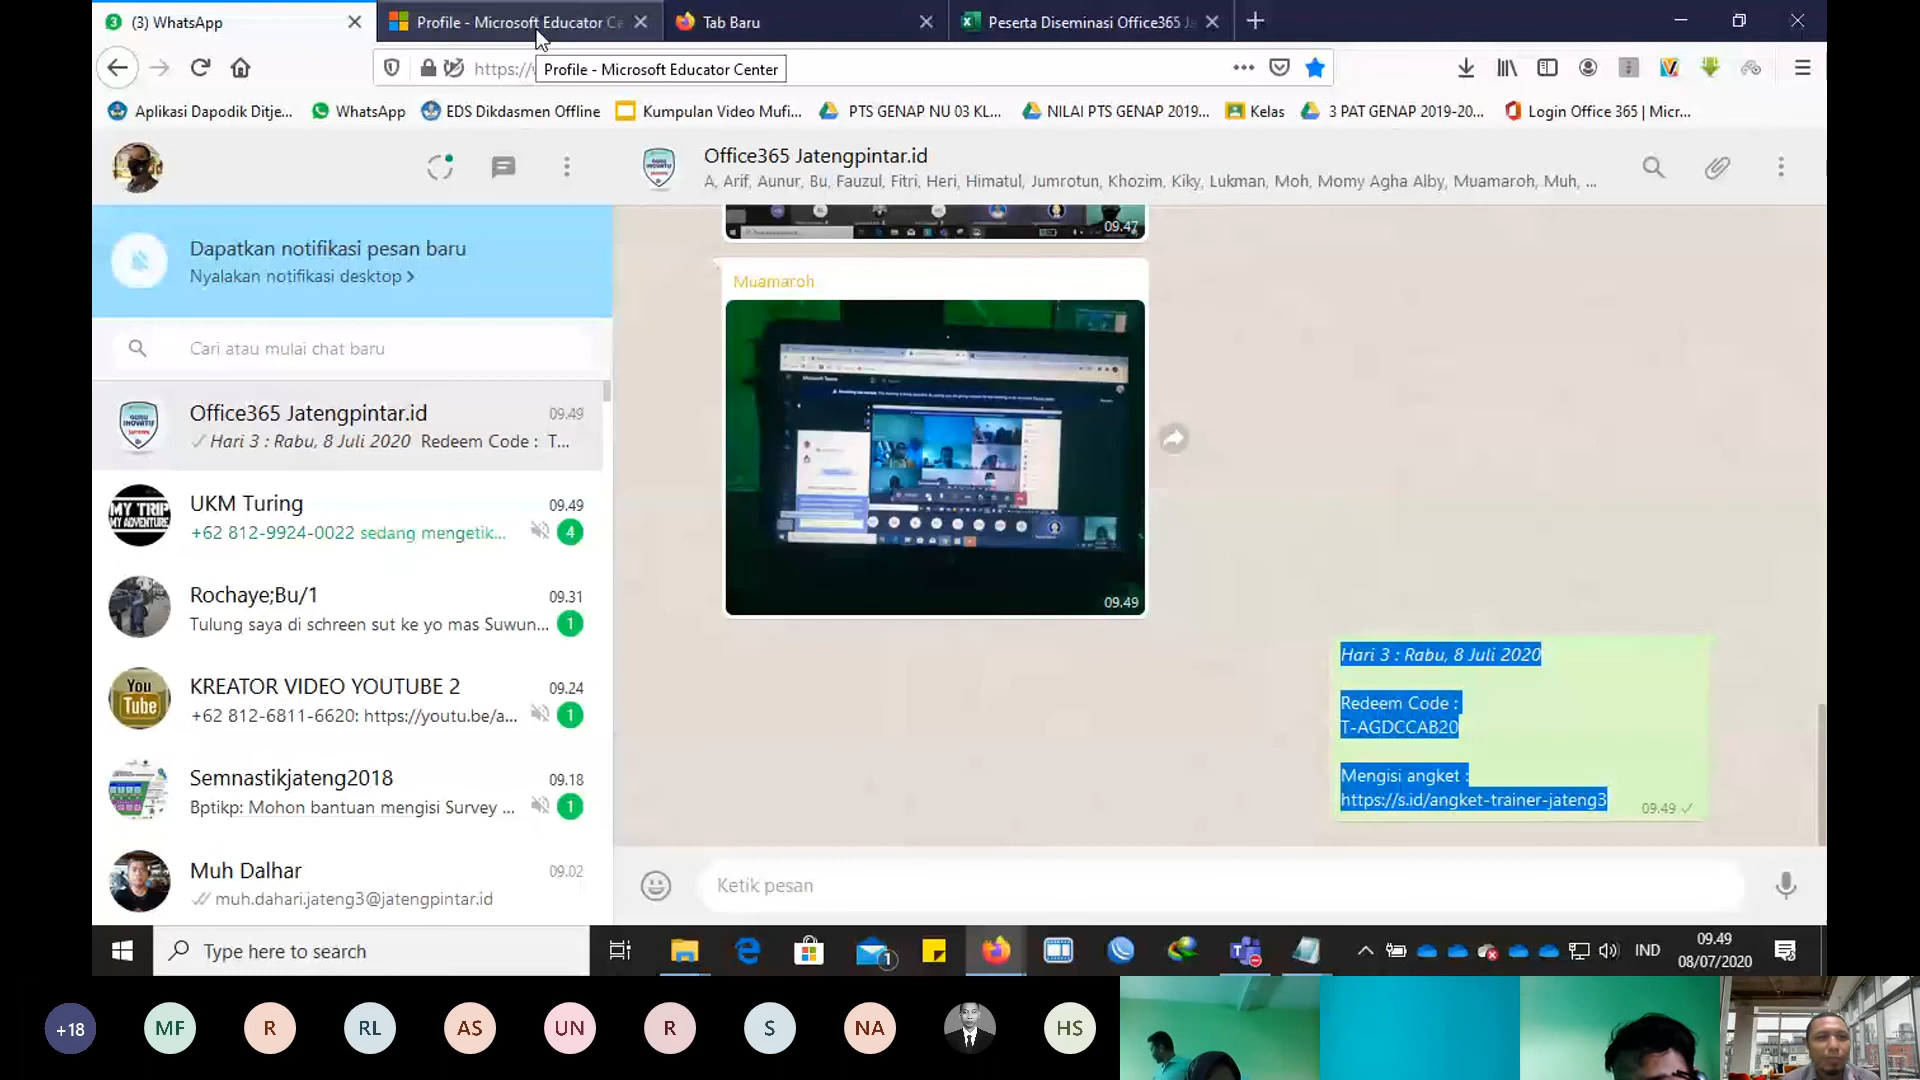 (3) WhatsApp
Profile - Microsoft Educator Ce
Tab Baru
Peserta Diseminasi Office365 Ja
https://
Profile - Microsoft Educator Center
Aplikasi Dapodik Ditje...
WhatsApp
EDS Dikdasmen Offline
Kumpulan Video Mufi...
PTS GENAP NU 03 KL...
NILAI PTS GENAP 2019...
Kelas
3 PAT GENAP 2019-20...
Login Office 365 | Micr...
Office365 Jatengpintar.id
A, Arif, Aunur, Bu, Fauzul, Fitri, Heri, Himatul, Jumrotun, Khozim, Kiky, Lukman, Moh, Momy Agha Alby, Muamaroh, Muh, ...
Dapatkan notifikasi pesan baru
Nyalakan notifikasi desktop >
Cari atau mulai chat baru
Office365 Jatengpintar.id
09.49
Hari 3 : Rabu, 8 Juli 2020 Redeem Code : T...
MY TRIP
MY ADVENTURE
UKM Turing
09.49
+62 812-9924-0022 sedang mengetik...
4
Rochaye;Bu/1
09.31
Tulung saya di schreen sut ke yo mas Suwun...
1
You
Tube
KREATOR VIDEO YOUTUBE 2
09.24
+62 812-6811-6620: https://youtu.be/a...
1
Semnastikjateng2018
09.18
Bptikp: Mohon bantuan mengisi Survey ...
1
Muh Dalhar
09.02
muh.dahari.jateng3@jatengpintar.id
09.47
Muamaroh
09.49
Hari 3 : Rabu, 8 Juli 2020
Redeem Code :
T-AGDCCAB20
Mengisi angket :
https://s.id/angket-trainer-jateng3
09.49
Ketik pesan
Type here to search
1
IND
09.49
08/07/2020
+18
MF
R
RL
AS
UN
R
S
NA
HS